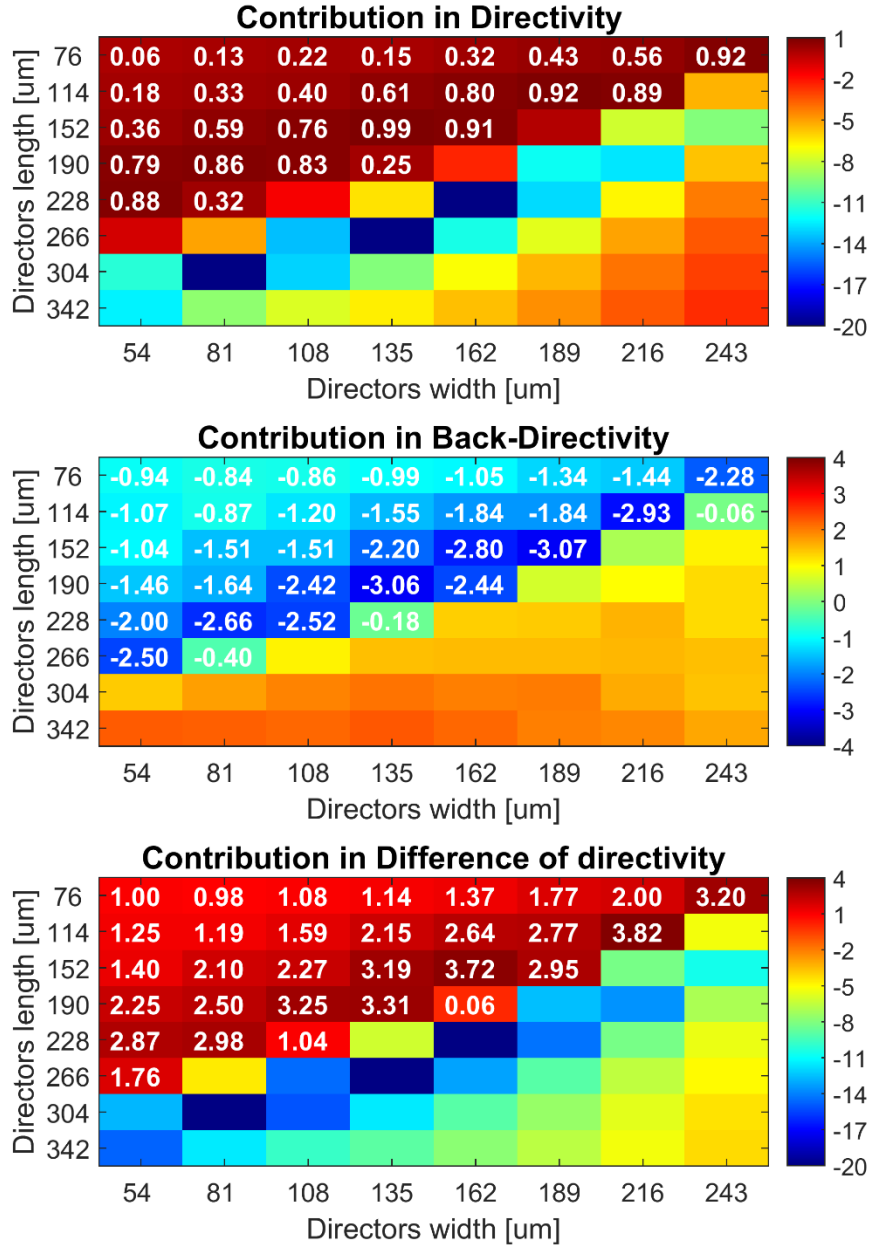 Contribution in Directivity
Directors length [um]
76 0.06 0.13 0.22 0.15 0.32 0.43 0.56 0.92
114 0.18 0.33 0.40 0.61 0.80 0.92 0.89
152 0.36 0.59 0.76 0.99 0.91
190 0.79 0.86 0.83 0.25
228 0.88 0.32
266
304
342
54 81 108 135 162 189 216 243
Directors width [um]
1
-2
-5
-8
-11
-14
-17
-20
Contribution in Back-Directivity
Directors length [um]
76 -0.94 -0.84 -0.86 -0.99 -1.05 -1.34 -1.44 -2.28
114 -1.07 -0.87 -1.20 -1.55 -1.84 -1.84 -2.93 -0.06
152 -1.04 -1.51 -1.51 -2.20 -2.80 -3.07
190 -1.46 -1.64 -2.42 -3.06 -2.44
228 -2.00 -2.66 -2.52 -0.18
266 -2.50 -0.40
304
342
54 81 108 135 162 189 216 243
Directors width [um]
4
3
2
1
0
-1
-2
-3
-4
Contribution in Difference of directivity
Directors length [um]
76 1.00 0.98 1.08 1.14 1.37 1.77 2.00 3.20
114 1.25 1.19 1.59 2.15 2.64 2.77 3.82
152 1.40 2.10 2.27 3.19 3.72 2.95
190 2.25 2.50 3.25 3.31 0.06
228 2.87 2.98 1.04
266 1.76
304
342
54 81 108 135 162 189 216 243
Directors width [um]
4
1
-2
-5
-8
-11
-14
-17
-20